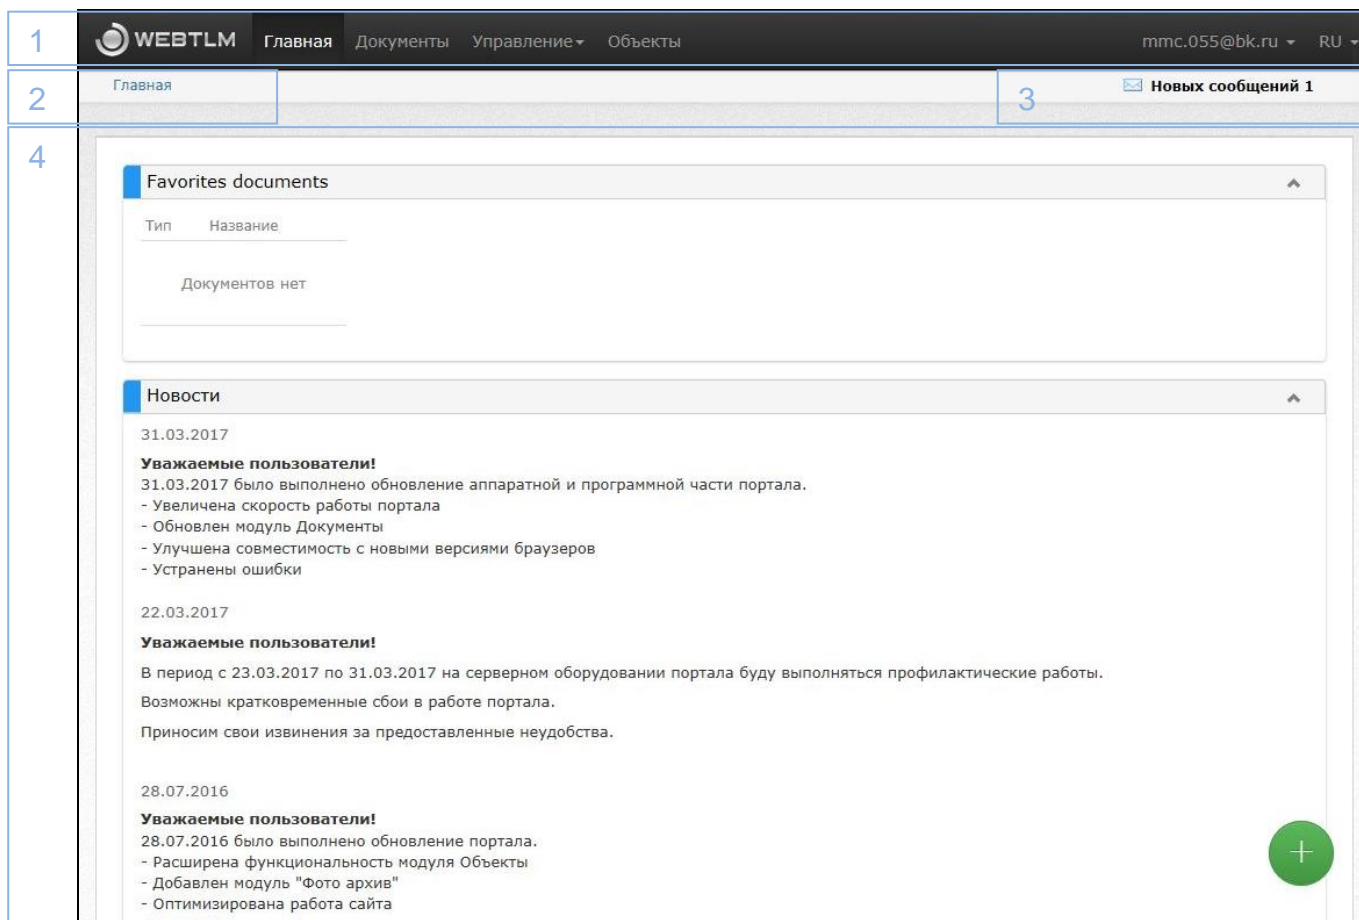 1 WEBTLM Главная Документы Управление Объекты mmc.055@bk.ru RU
2 Главная 3 Новых сообщений 1
4
Favorites documents
Тип Название
Документов нет
Новости
31.03.2017
Уважаемые пользователи!
31.03.2017 было выполнено обновление аппаратной и программной части портала.
- Увеличена скорость работы портала
- Обновлен модуль Документы
- Улучшена совместимость с новыми версиями браузеров
- Устранены ошибки
22.03.2017
Уважаемые пользователи!
В период с 23.03.2017 по 31.03.2017 на серверном оборудовании портала буду выполняться профилактические работы.
Возможны кратковременные сбои в работе портала.
Приносим свои извинения за предоставленные неудобства.
28.07.2016
Уважаемые пользователи!
28.07.2016 было выполнено обновление портала.
- Расширена функциональность модуля Объекты
- Добавлен модуль "Фото архив"
- Оптимизирована работа сайта